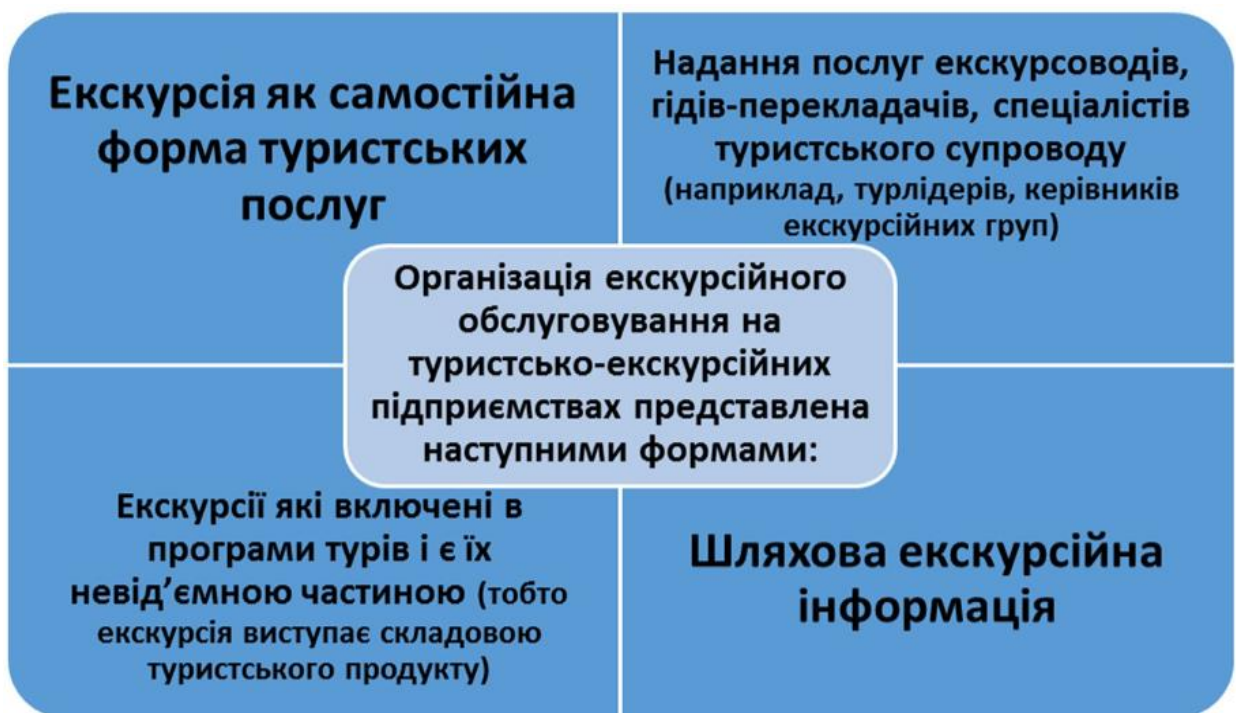 Екскурсія як самостійна
форма туристських
послуг
Надання послуг екскурсоводів,
гідів-перекладачів, спеціалістів
туристського супроводу
(наприклад, турлідерів, керівників
екскурсійних груп)
Організація екскурсійного
обслуговування на
туристсько-екскурсійних
підприємствах представлена
наступними формами:
Екскурсії які включені в
програми турів і є їх
невід’ємною частиною (тобто
екскурсія виступає складовою
туристського продукту)
Шляхова екскурсійна
інформація